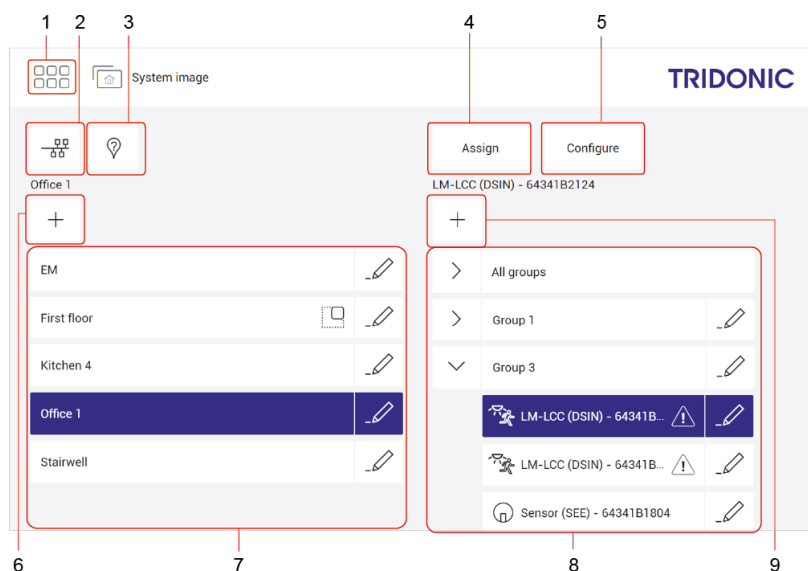 1 2 3 4 5
System image
TRIDONIC
Assign Configure
Office 1
LM-LCC (DSIN) - 64341B2124
EM
First floor
Kitchen 4
Office 1
Stairwell
All groups
Group 1
Group 3
LM-LCC (DSIN) - 64341B...
LM-LCC (DSIN) - 64341B...
Sensor (SEE) - 64341B1804
6 7 8 9